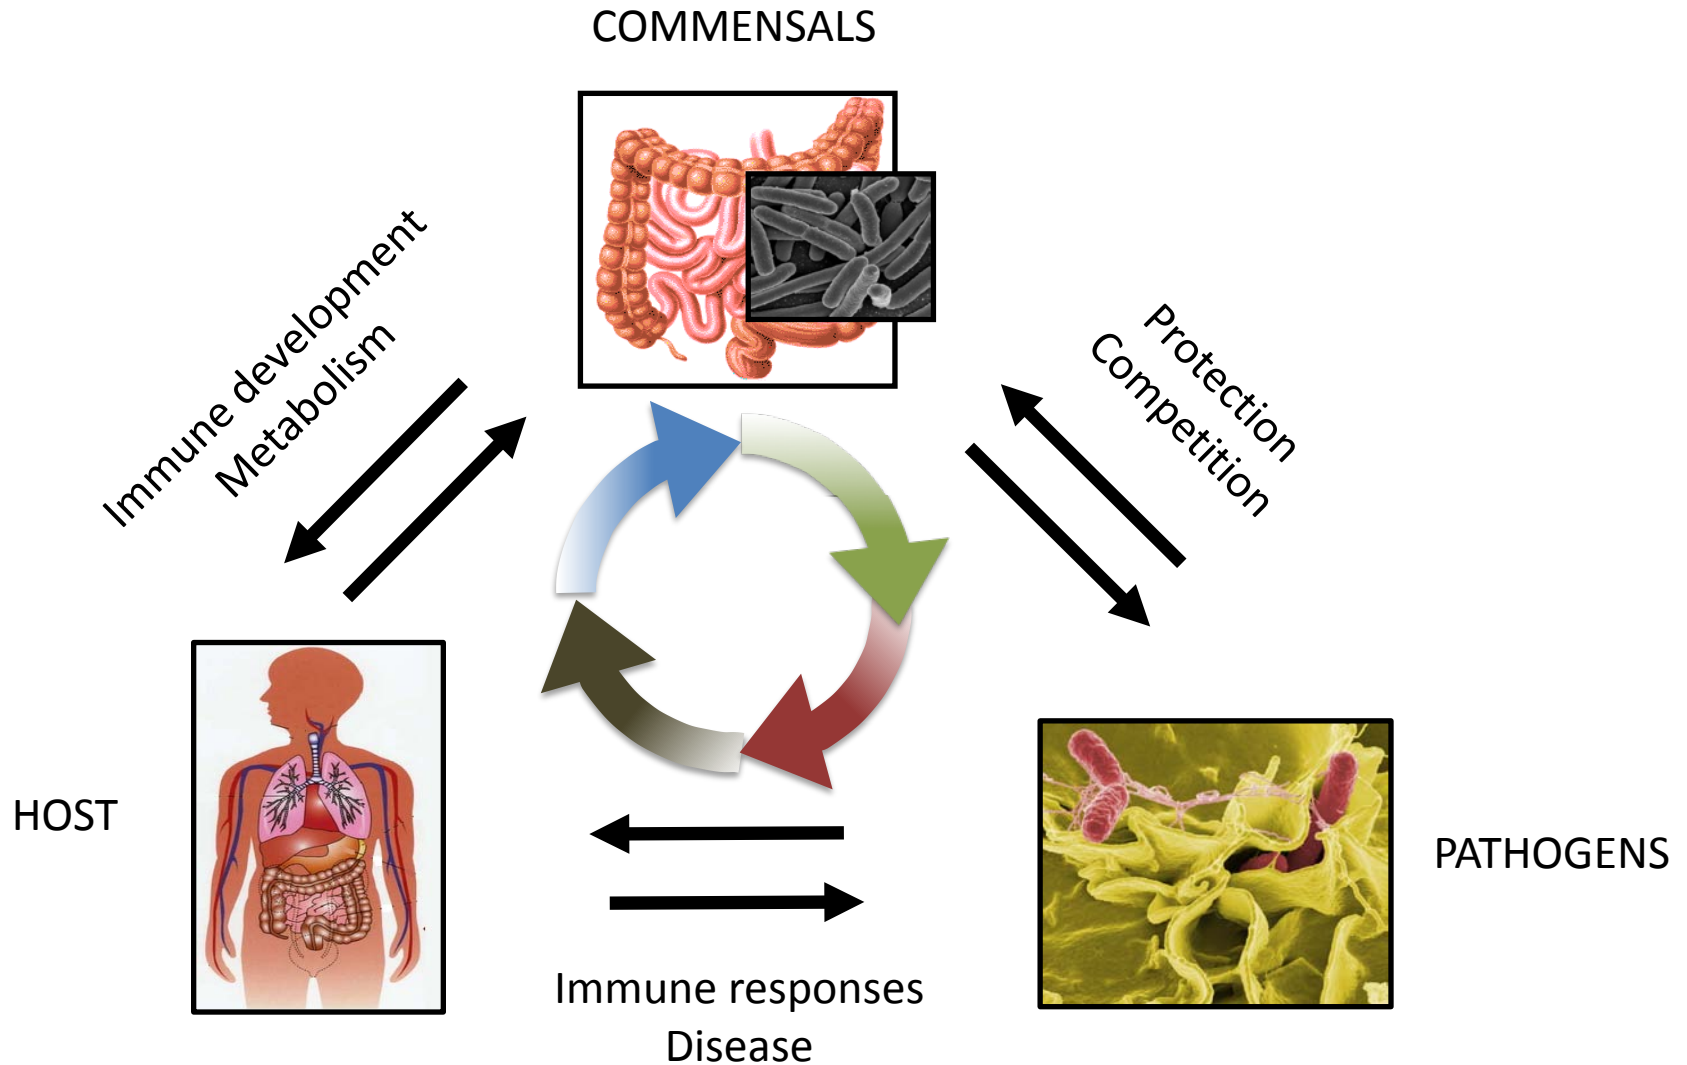 COMMENSALS
Immune development
Metabolism
Protection
Competition
HOST
PATHOGENS
Immune responses
Disease